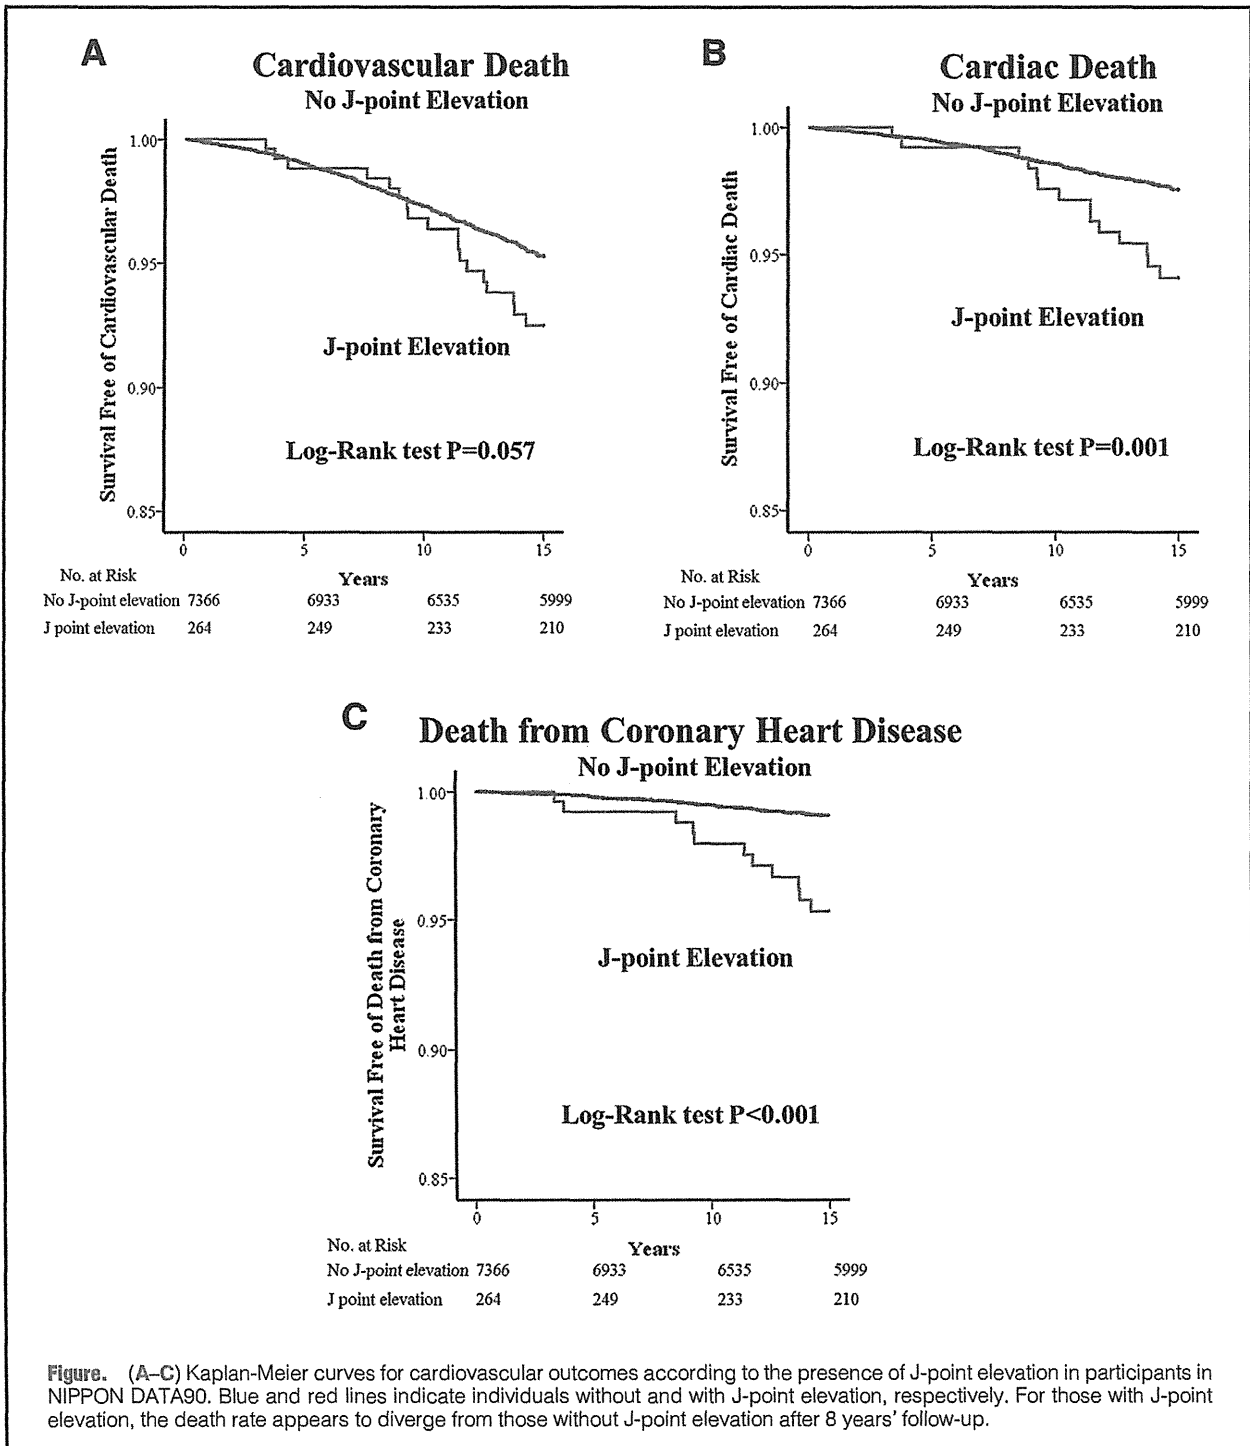 A
Cardiovascular Death
No J-point Elevation
Survival Free of Cardiovascular Death
1.00
0.95
0.90
0.85
J-point Elevation
Log-Rank test P=0.057
0 5 10 15
Years
No. at Risk
No J-point elevation 7366 6933 6535 5999
J point elevation 264 249 233 210
B
Cardiac Death
No J-point Elevation
Survival Free of Cardiac Death
1.00
0.95
0.90
0.85
J-point Elevation
Log-Rank test P=0.001
0 5 10 15
Years
No. at Risk
No J-point elevation 7366 6933 6535 5999
J point elevation 264 249 233 210
C
Death from Coronary Heart Disease
No J-point Elevation
Survival Free of Death from Coronary
Heart Disease
1.00
0.95
0.90
0.85
J-point Elevation
Log-Rank test P<0.001
0 5 10 15
Years
No. at Risk
No J-point elevation 7366 6933 6535 5999
J point elevation 264 249 233 210
Figure. (A–C) Kaplan-Meier curves for cardiovascular outcomes according to the presence of J-point elevation in participants in
NIPPON DATA90. Blue and red lines indicate individuals without and with J-point elevation, respectively. For those with J-point
elevation, the death rate appears to diverge from those without J-point elevation after 8 years' follow-up.